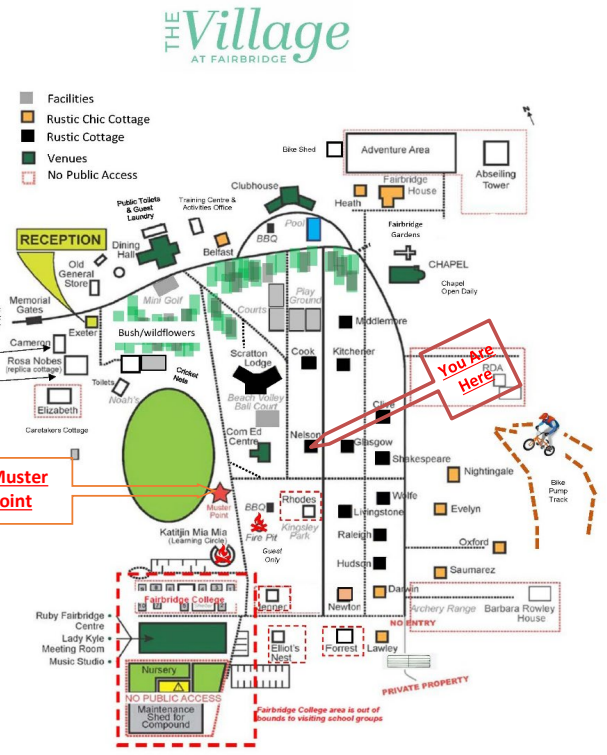 THE Village
AT FAIRBRIDGE
Facilities
Rustic Chic Cottage
Rustic Cottage
Venues
No Public Access
N
Bike Shed
Adventure Area
Abseiling
Tower
Fairbridge
House
Heath
Clubhouse
Public Toilets
& Guest
Laundry
Training Centre &
Activities Office
Pool
BBQ
Belfast
Dining
Hall
RECEPTION
Old
General
Store
Fairbridge
Gardens
CHAPEL
Chapel
Open Daily
Mini Golf
Memorial
Gates
Exeter
Courts
Play
Ground
Middlemore
Bush/wildflowers
Cameron
Rosa Nobes
(replica cottage)
Scratton
Lodge
Cook
Kitchener
You Are
Here
RDA
Cricket
Nets
Toilets
Noah's
Elizabeth
Caretakers Cottage
Beach Volley
Ball Court
Clive
Com Ed
Centre
Nelson
Glasgow
Shakespeare
Nightingale
Bike
Pump
Track
Muster
Point
Muster
Point
BBQ
Rhodes
Wolfe
Livingstone
Evelyn
Fire Pit
Kingsley
Park
Guest
Only
Katitjin Mia Mia
(Learning Circle)
Raleigh
Oxford
Hudson
Saumarez
Fairbridge College
Jenner
Newton
Darwin
Archery Range
Barbara Rowley
House
NO ENTRY
Ruby Fairbridge
Centre
Lady Kyle
Meeting Room
Music Studio
Elliot's
Nest
Forrest
Lawley
PRIVATE PROPERTY
Nursery
NO PUBLIC ACCESS
Maintenance
Shed for
Compound
Fairbridge College area is out of
bounds to visiting school groups